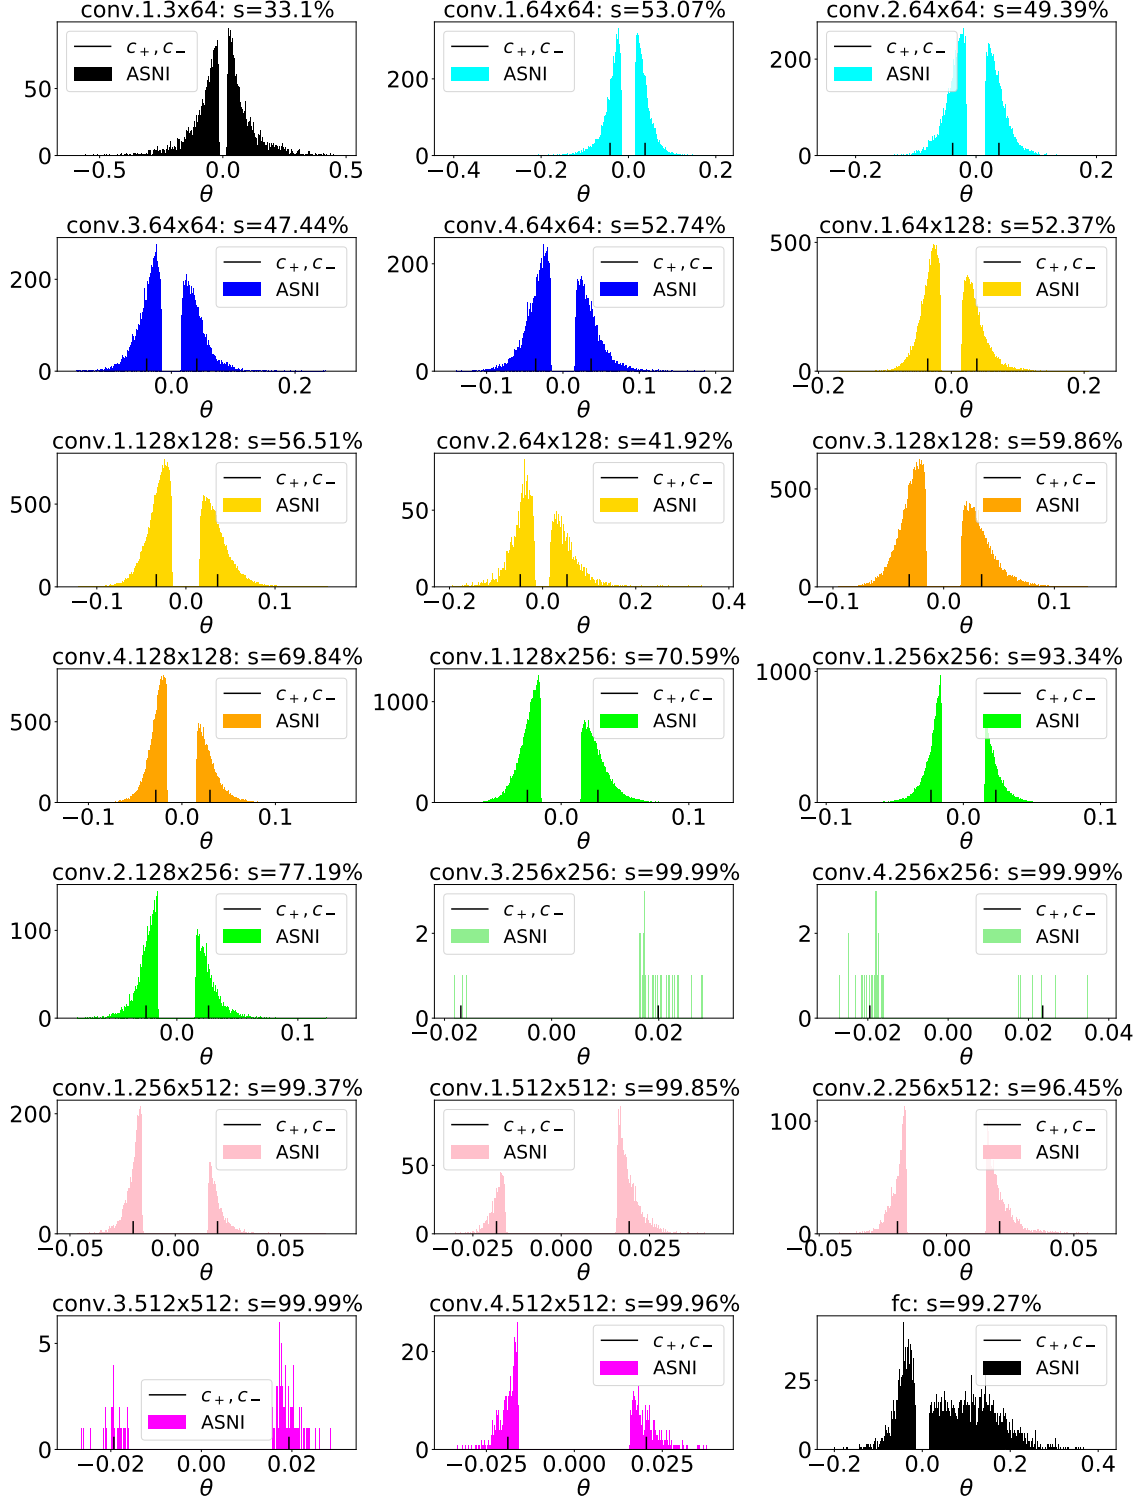 conv.1.3x64: s=33.1%
c₊, c₋
ASNI
50
0
−0.5 0.0 0.5
θ
conv.1.64x64: s=53.07%
c₊, c₋
ASNI
200
0
−0.4 −0.2 0.0 0.2
θ
conv.2.64x64: s=49.39%
c₊, c₋
ASNI
200
0
−0.2 0.0 0.2
θ
conv.3.64x64: s=47.44%
c₊, c₋
ASNI
200
0
0.0 0.2
θ
conv.4.64x64: s=52.74%
c₊, c₋
ASNI
200
0
−0.1 0.0 0.1 0.2
θ
conv.1.64x128: s=52.37%
c₊, c₋
ASNI
500
0
−0.2 0.0 0.2
θ
conv.1.128x128: s=56.51%
c₊, c₋
ASNI
500
0
−0.1 0.0 0.1
θ
conv.2.64x128: s=41.92%
c₊, c₋
ASNI
50
0
−0.2 0.0 0.2 0.4
θ
conv.3.128x128: s=59.86%
c₊, c₋
ASNI
500
0
−0.1 0.0 0.1
θ
conv.4.128x128: s=69.84%
c₊, c₋
ASNI
500
0
−0.1 0.0 0.1
θ
conv.1.128x256: s=70.59%
c₊, c₋
ASNI
1000
0
0.0 0.1
θ
conv.1.256x256: s=93.34%
c₊, c₋
ASNI
1000
0
0.0 0.1
θ
conv.2.128x256: s=77.19%
c₊, c₋
ASNI
100
0
0.0 0.1
θ
conv.3.256x256: s=99.99%
c₊, c₋
ASNI
2
0
−0.02 0.00 0.02
θ
conv.4.256x256: s=99.99%
c₊, c₋
ASNI
2
0
−0.02 0.00 0.02 0.04
θ
conv.1.256x512: s=99.37%
c₊, c₋
ASNI
200
0
−0.05 0.00 0.05
θ
conv.1.512x512: s=99.85%
c₊, c₋
ASNI
50
0
−0.025 0.000 0.025
θ
conv.2.256x512: s=96.45%
c₊, c₋
ASNI
100
0
−0.05 0.00 0.05
θ
conv.3.512x512: s=99.99%
c₊, c₋
ASNI
5
0
−0.02 0.00 0.02
θ
conv.4.512x512: s=99.96%
c₊, c₋
ASNI
20
0
−0.025 0.000 0.025
θ
fc: s=99.27%
c₊, c₋
ASNI
25
0
−0.2 0.0 0.2 0.4
θ